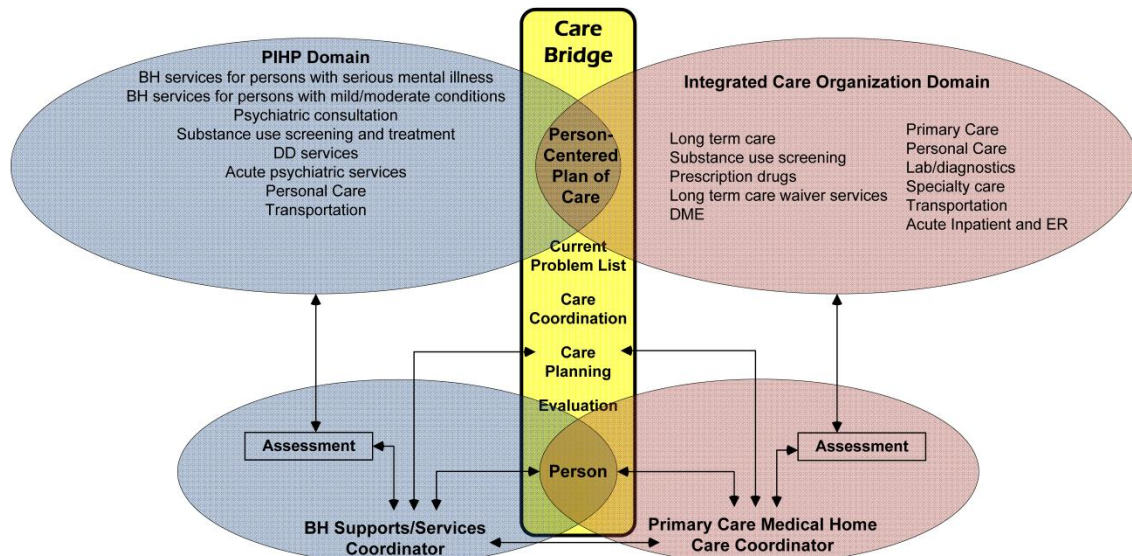 Care
Bridge
PIHP Domain
BH services for persons with serious mental illness
BH services for persons with mild/moderate conditions
Psychiatric consultation
Substance use screening and treatment
DD services
Acute psychiatric services
Personal Care
Transportation
Person-
Centered
Plan of
Care
Current
Problem List
Care
Coordination
Care
Planning
Evaluation
Integrated Care Organization Domain
Long term care
Substance use screening
Prescription drugs
Long term care waiver services
DME
Primary Care
Personal Care
Lab/diagnostics
Specialty care
Transportation
Acute Inpatient and ER
Assessment
Person
Assessment
BH Supports/Services
Coordinator
Primary Care Medical Home
Care Coordinator